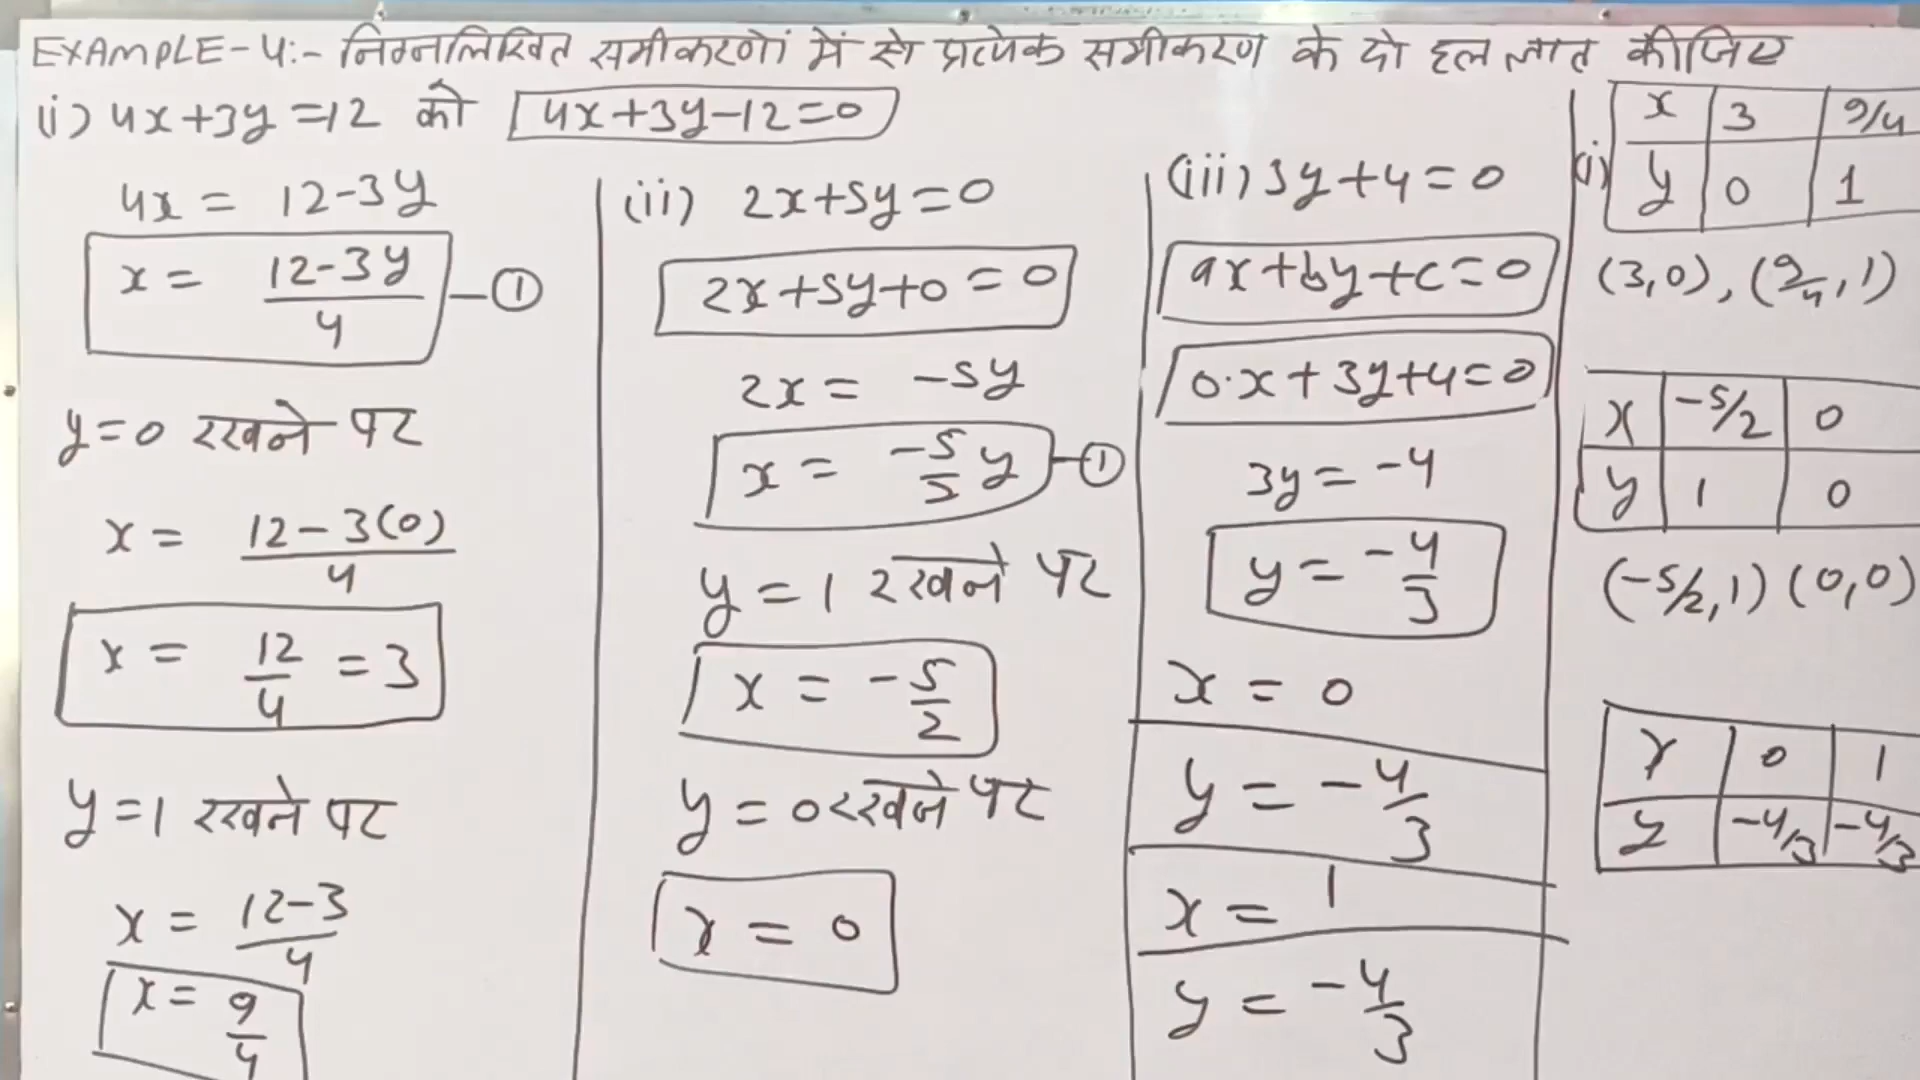 EXAMPLE-4:- निम्नलिखित समीकरणों में से प्रत्येक समीकरण के दो हल ज्ञात कीजिए
(i) 4x+3y=12 को 4x+3y-12=0
4x = 12-3y
x = (12-3y)/4 — ①
y=0 रखने पर
x = (12-3(0))/4
x = 12/4 = 3
y=1 रखने पर
x = (12-3)/4
x = 9/4
(ii) 2x+5y=0
2x+5y+0=0
2x = -5y
x = -5/2 y — ①
y=1 रखने पर
x = -5/2
y=0 रखने पर
x = 0
(iii) 3y+4=0
ax+by+c=0
0·x+3y+4=0
3y = -4
y = -4/3
x = 0
y = -4/3
x = 1
y = -4/3
(i) x 3 9/4
y 0 1
(3,0), (9/4,1)
x -5/2 0
y 1 0
(-5/2,1) (0,0)
x 0 1
y -4/3 -4/3